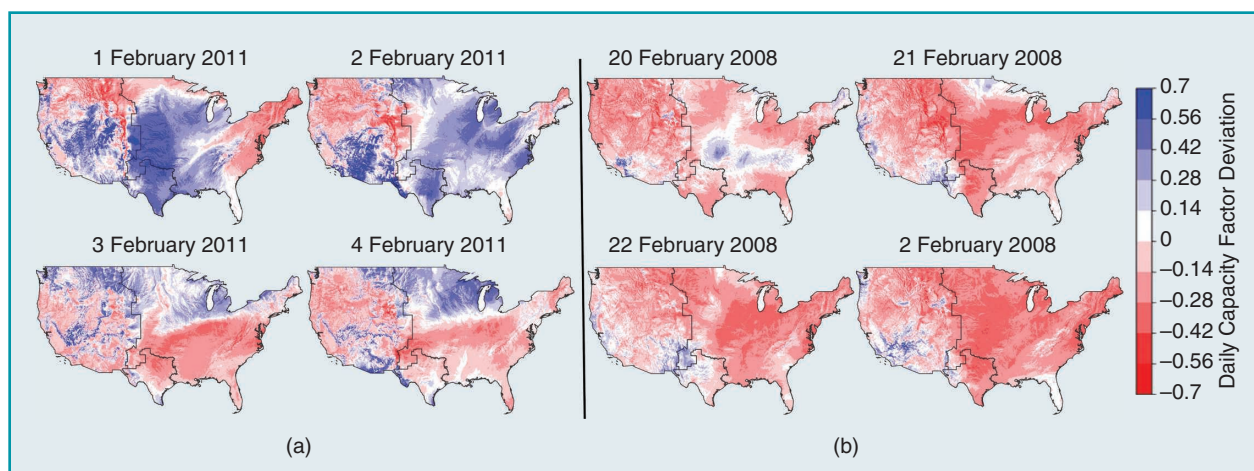 1 February 2011
2 February 2011
20 February 2008
21 February 2008
3 February 2011
4 February 2011
22 February 2008
2 February 2008
0.7
0.56
0.42
0.28
0.14
0
−0.14
−0.28
−0.42
−0.56
−0.7
Daily Capacity Factor Deviation
(a)
(b)